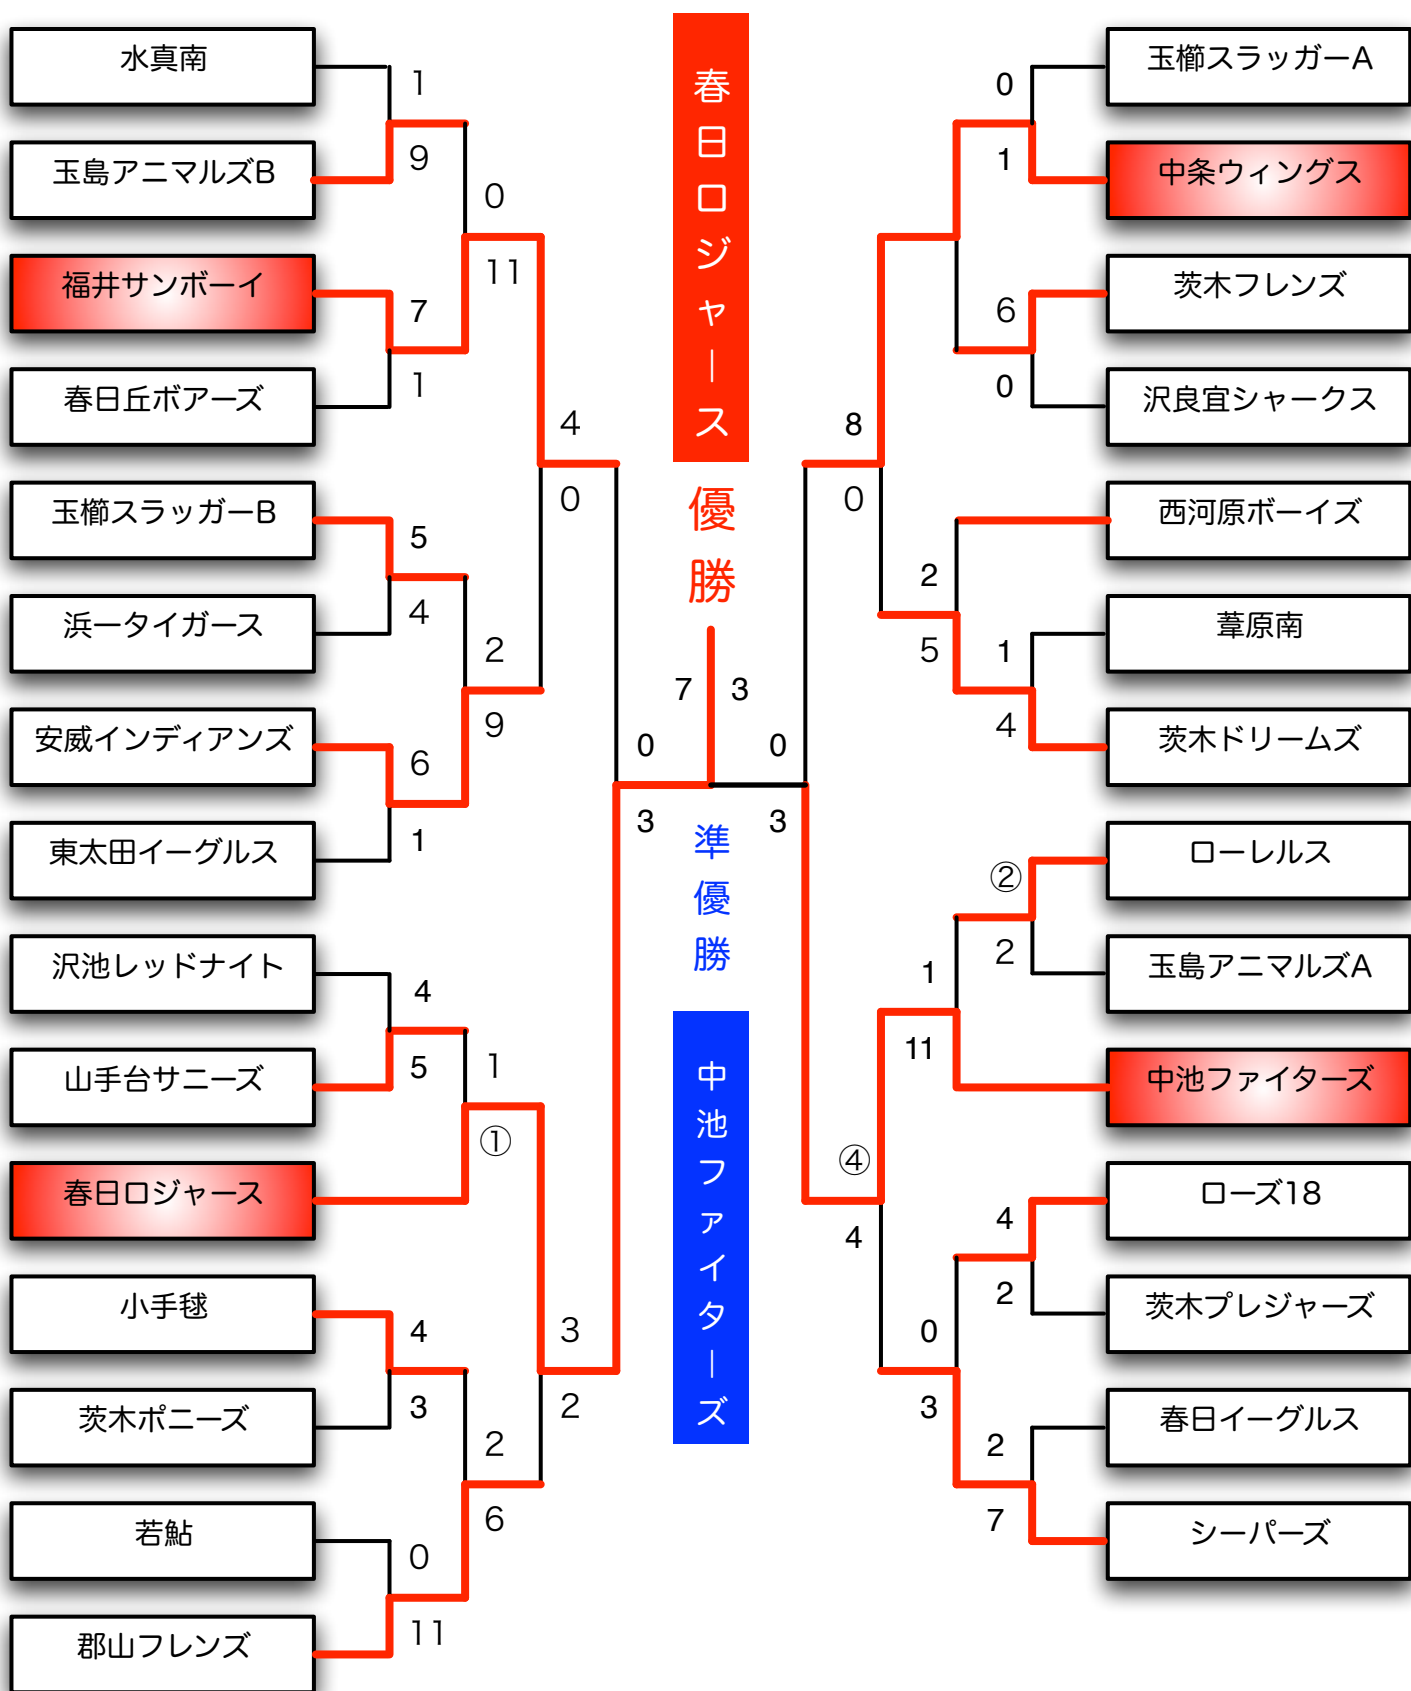 水真南
1
玉島アニマルズB
9
0
福井サンボーイ
11
7
春日丘ボアーズ
1
4
玉櫛スラッガーB
0
5
浜一タイガース
4
2
安威インディアンズ
9
6
東太田イーグルス
1
沢池レッドナイト
4
山手台サニーズ
5
1
春日ロジャース
①
小手毬
4
3
茨木ポニーズ
3
2
2
若鮎
6
0
郡山フレンズ
11
0
3
春日ロジャース
優勝
7
3
準優勝
中池ファイターズ
0
3
玉櫛スラッガーA
0
中条ウィングス
1
茨木フレンズ
6
沢良宜シャークス
0
8
西河原ボーイズ
0
2
葦原南
1
5
茨木ドリームズ
4
ローレルス
②
玉島アニマルズA
2
1
中池ファイターズ
11
④
ローズ18
4
4
茨木プレジャーズ
2
0
春日イーグルス
3
2
シーパーズ
7